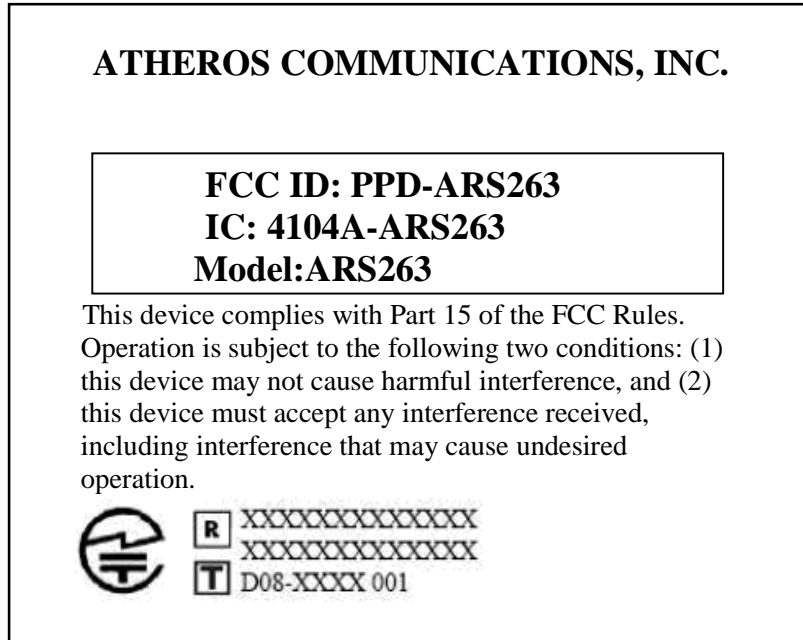 ATHEROS COMMUNICATIONS, INC.
FCC ID: PPD-ARS263
IC: 4104A-ARS263
Model:ARS263
This device complies with Part 15 of the FCC Rules.
Operation is subject to the following two conditions: (1)
this device may not cause harmful interference, and (2)
this device must accept any interference received,
including interference that may cause undesired
operation.
R XXXXXXXXXXXXXX
XXXXXXXXXXXXXX
T D08-XXXX 001